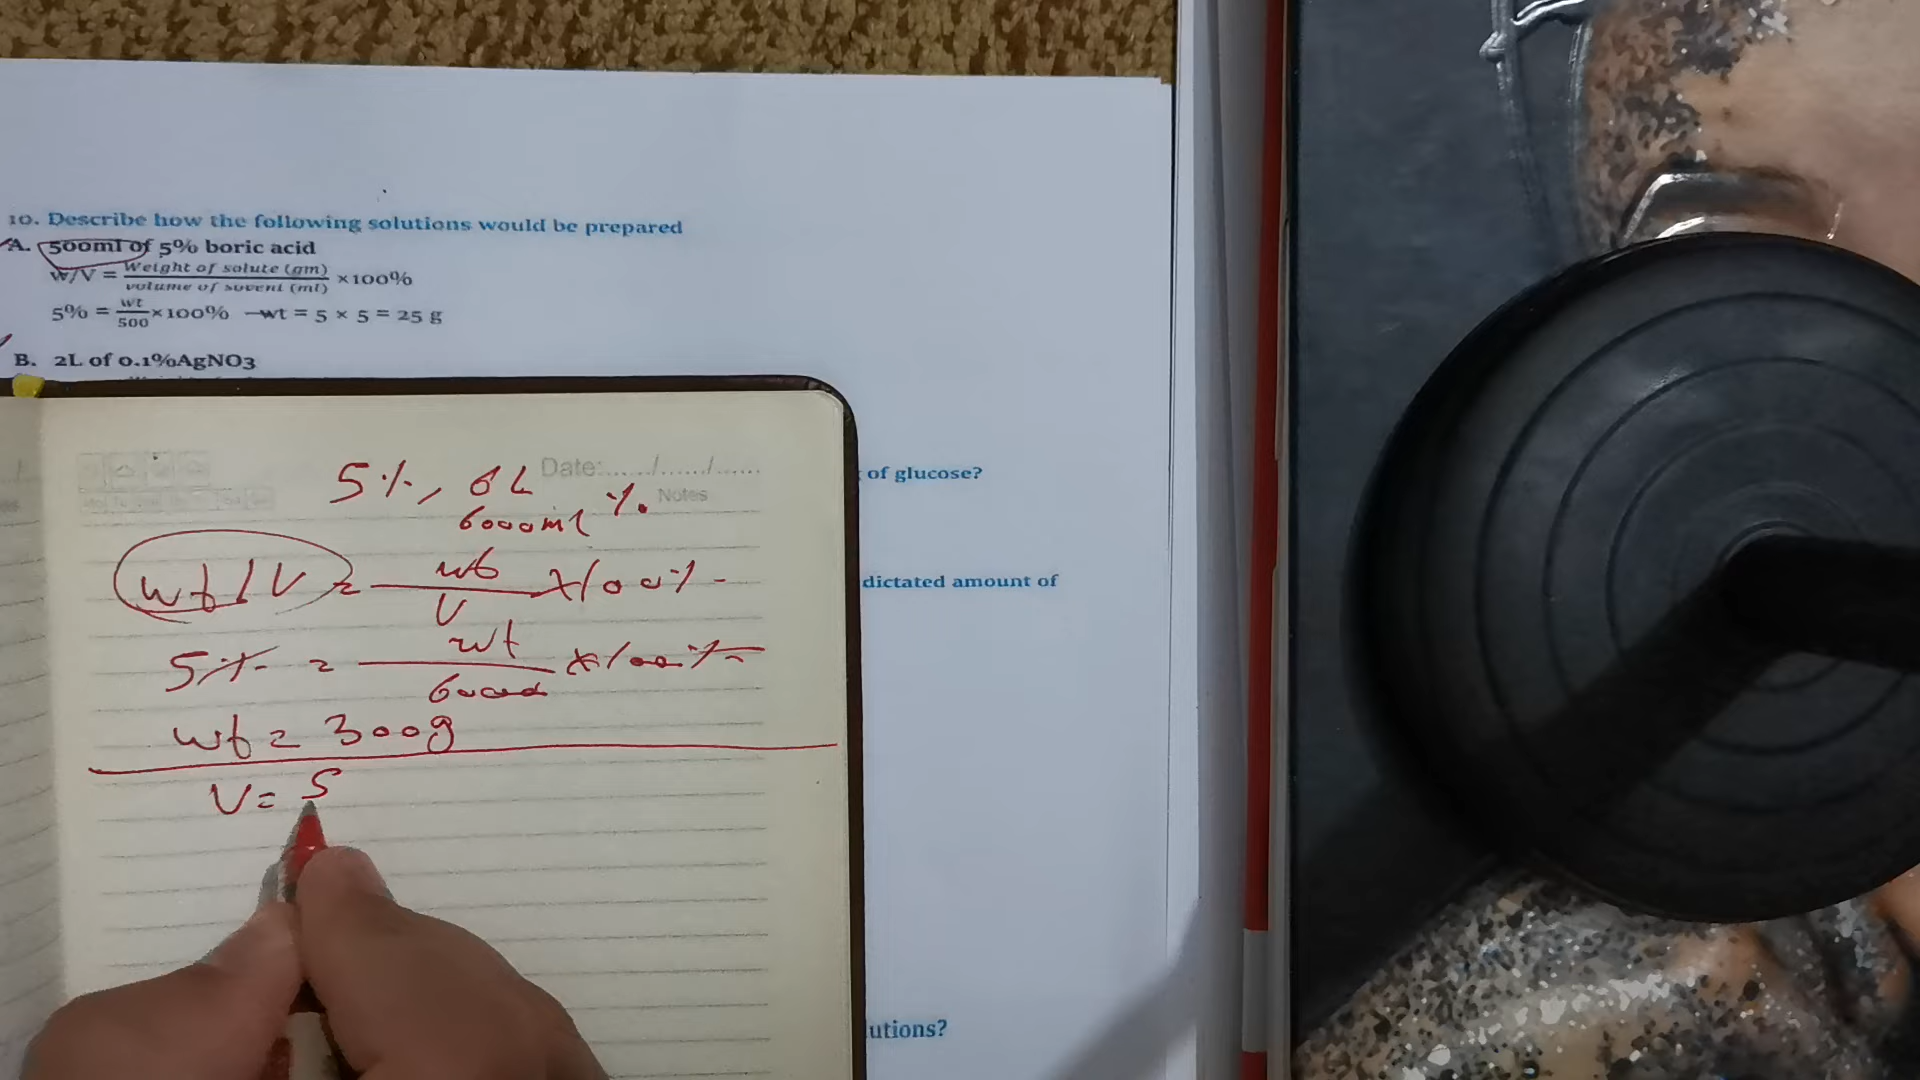 10. Describe how the following solutions would be prepared
A. 500ml of 5% boric acid
W/V = Weight of solute (gm) / volume of sovent (ml) ×100%
5% = wt / 500 ×100% –wt = 5 × 5 = 25 g
B. 2L of 0.1%AgNO3
of glucose?
dictated amount of
utions?
Date:....../....../......
Notes
5%, 6L
6000ml %.
wt/V = wt / V × 100%
5% = wt / 6000 × 100%
wt = 300g
V = 5